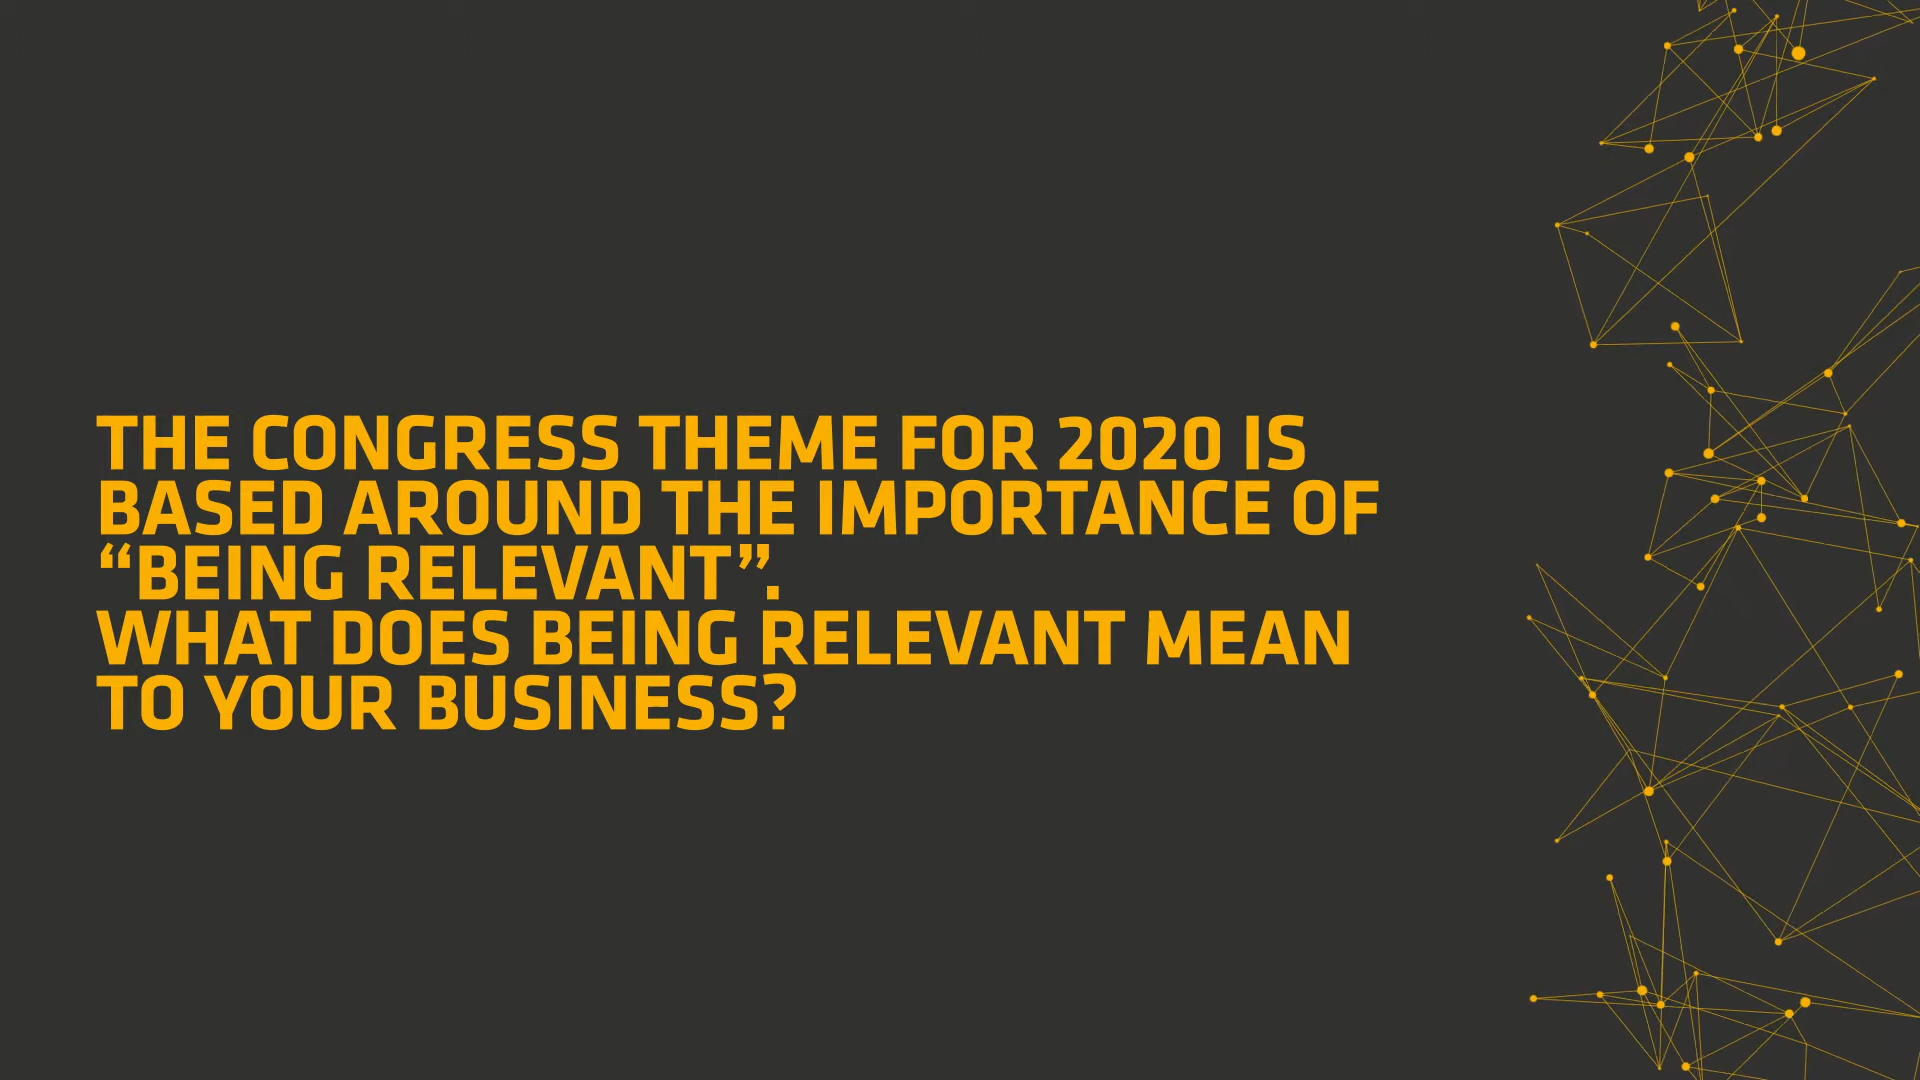 THE CONGRESS THEME FOR 2020 IS
BASED AROUND THE IMPORTANCE OF
“BEING RELEVANT”.
WHAT DOES BEING RELEVANT MEAN
TO YOUR BUSINESS?